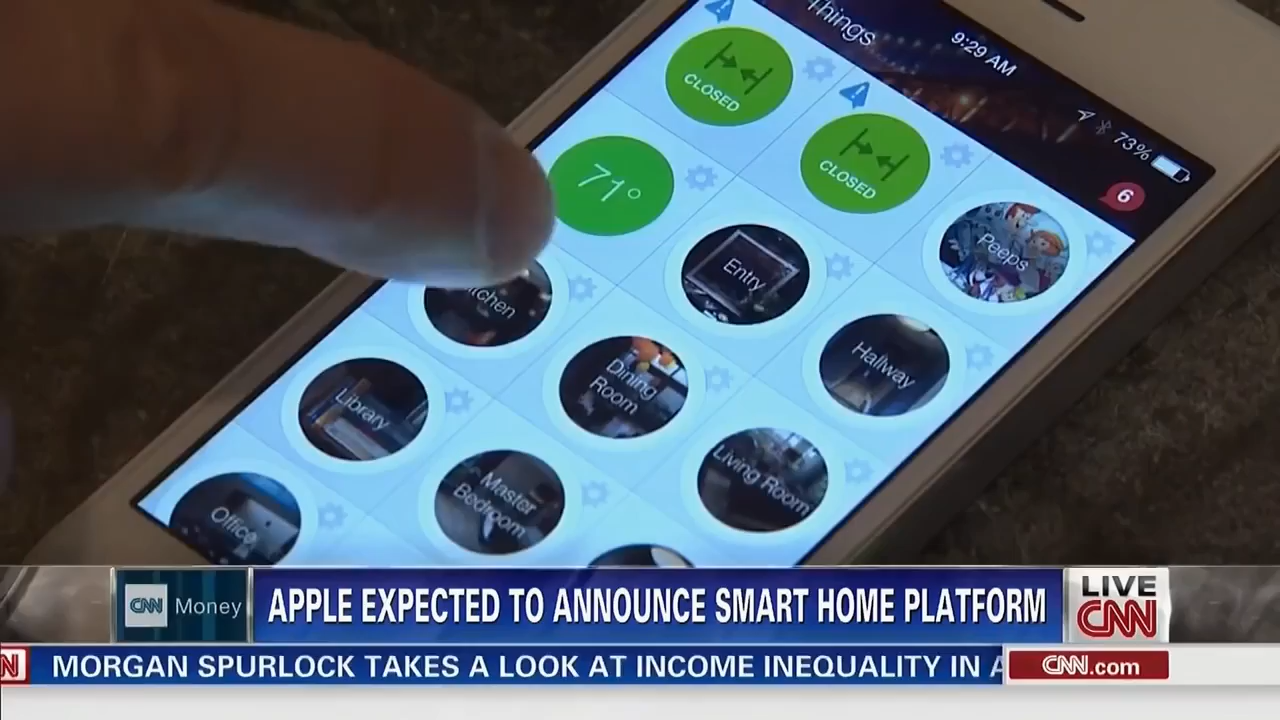 Things
9:29 AM
73%
6
CLOSED
CLOSED
71°
Peeps
Entry
Kitchen
Hallway
Dining
Room
Library
Living Room
Master
Bedroom
Office
CNN Money
APPLE EXPECTED TO ANNOUNCE SMART HOME PLATFORM
LIVE
CNN
N
MORGAN SPURLOCK TAKES A LOOK AT INCOME INEQUALITY IN A
CNN.com